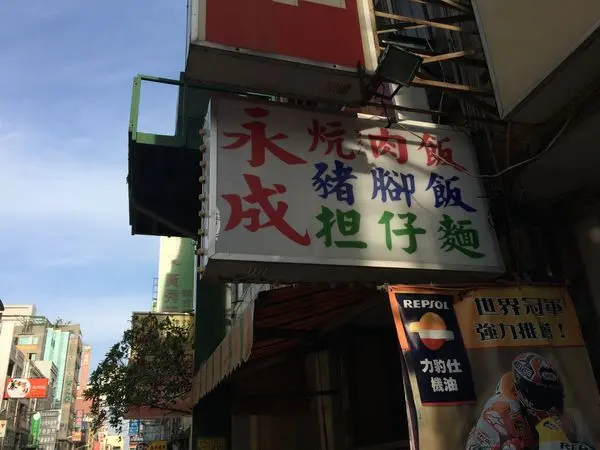 永成
炕肉飯
豬腳飯
担仔麵
REPSOL
力豹仕
機油
世界冠軍
強力推薦！